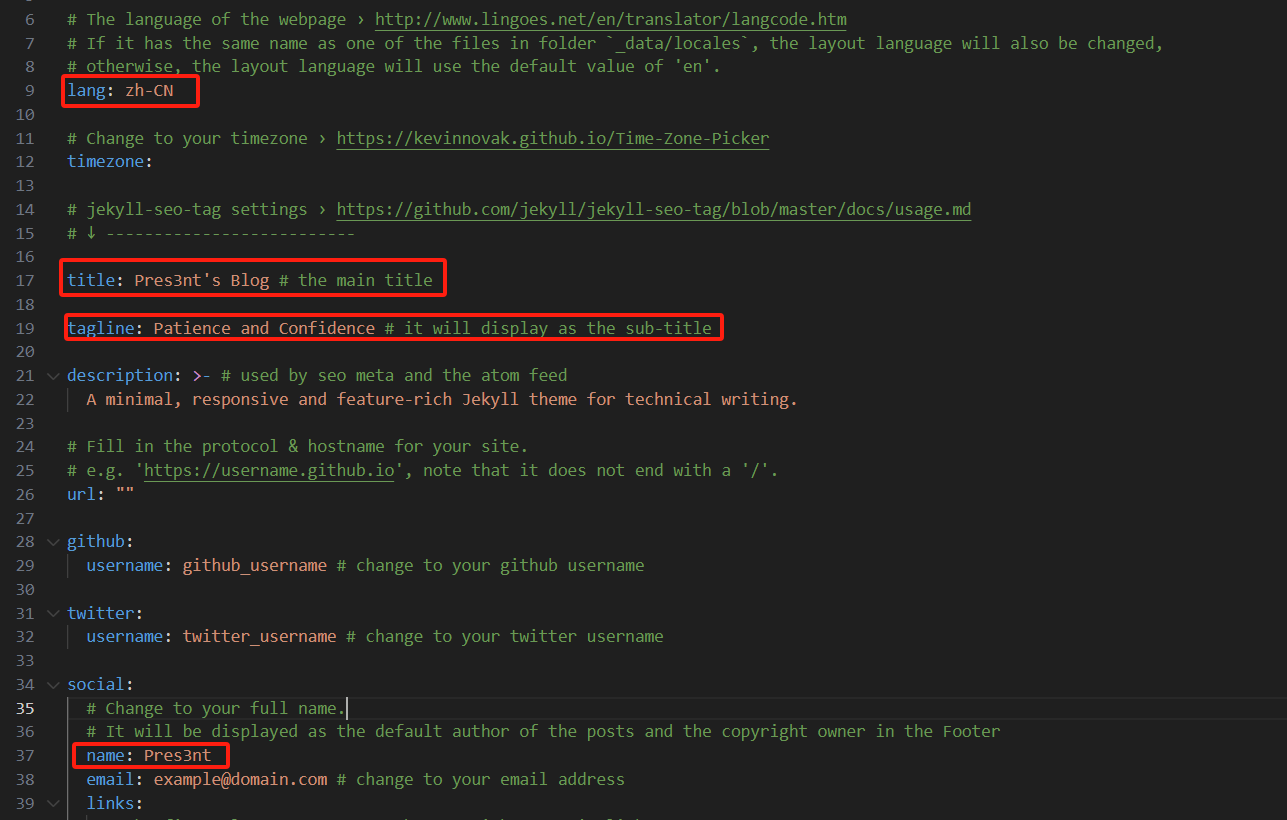 6 # The language of the webpage › http://www.lingoes.net/en/translator/langcode.htm
7 # If it has the same name as one of the files in folder `_data/locales`, the layout language will also be changed,
8 # otherwise, the layout language will use the default value of 'en'.
9 lang: zh-CN
10
11 # Change to your timezone › https://kevinnovak.github.io/Time-Zone-Picker
12 timezone:
13
14 # jekyll-seo-tag settings › https://github.com/jekyll/jekyll-seo-tag/blob/master/docs/usage.md
15 # ↓ --------------------------
16
17 title: Pres3nt's Blog # the main title
18
19 tagline: Patience and Confidence # it will display as the sub-title
20
21 description: >- # used by seo meta and the atom feed
22 A minimal, responsive and feature-rich Jekyll theme for technical writing.
23
24 # Fill in the protocol & hostname for your site.
25 # e.g. 'https://username.github.io', note that it does not end with a '/'.
26 url: ""
27
28 github:
29 username: github_username # change to your github username
30
31 twitter:
32 username: twitter_username # change to your twitter username
33
34 social:
35 # Change to your full name.
36 # It will be displayed as the default author of the posts and the copyright owner in the Footer
37 name: Pres3nt
38 email: example@domain.com # change to your email address
39 links: